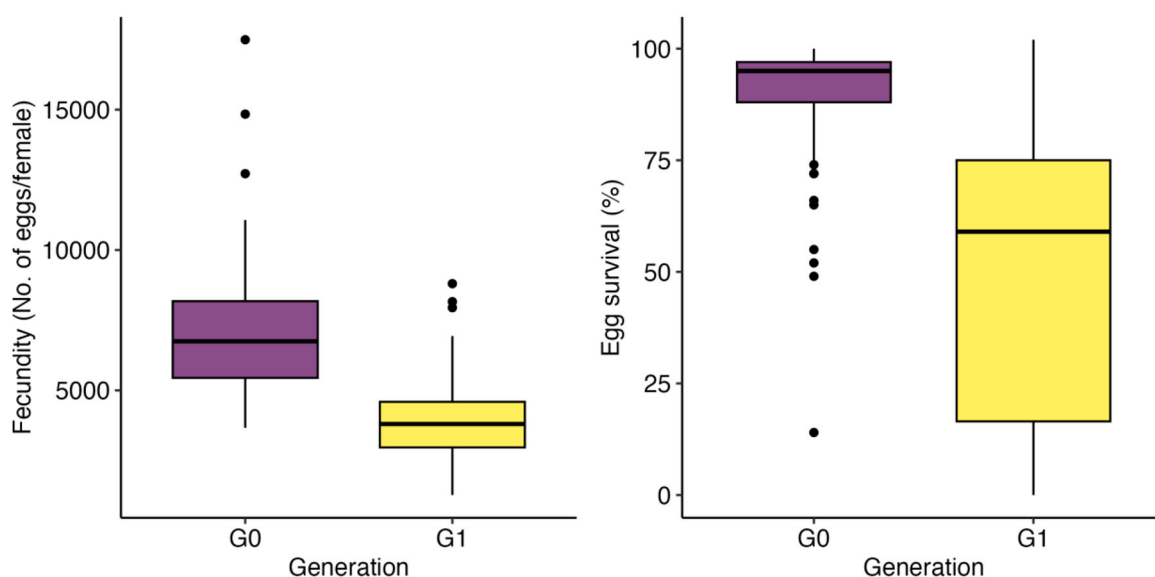 Fecundity (No. of eggs/female)
15000
10000
5000
G0
G1
Generation
Egg survival (%)
100
75
50
25
0
G0
G1
Generation